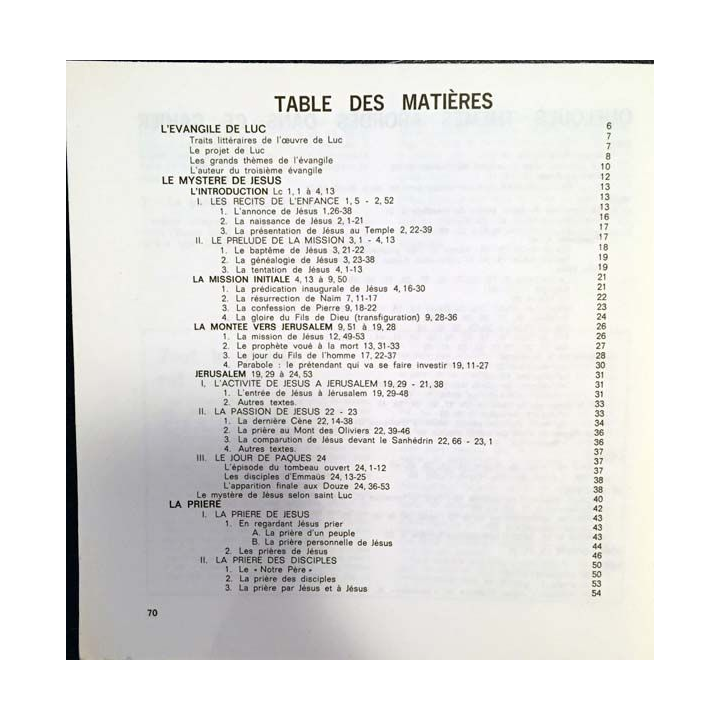 TABLE DES MATIÈRES
L'EVANGILE DE LUC 6
Traits littéraires de l'œuvre de Luc 7
Le projet de Luc 7
Les grands thèmes de l'évangile 8
L'auteur du troisième évangile 10
LE MYSTERE DE JESUS 12
L'INTRODUCTION Lc 1,1 à 4,13 13
I. LES RECITS DE L'ENFANCE 1,5 - 2,52 13
1. L'annonce de Jésus 1,26-38 13
2. La naissance de Jésus 2,1-21 16
3. La présentation de Jésus au Temple 2,22-39 17
II. LE PRELUDE DE LA MISSION 3,1 - 4,13 17
1. Le baptême de Jésus 3,21-22 18
2. La généalogie de Jésus 3,23-38 19
3. La tentation de Jésus 4,1-13 19
LA MISSION INITIALE 4,13 à 9,50 21
1. La prédication inaugurale de Jésus 4,16-30 21
2. La résurrection de Naim 7,11-17 22
3. La confession de Pierre 9,18-22 23
4. La gloire du Fils de Dieu (transfiguration) 9,28-36 24
LA MONTEE VERS JERUSALEM 9,51 à 19,28 26
1. La mission de Jésus 12,49-53 26
2. Le prophète voué à la mort 13,31-33 27
3. Le jour du Fils de l'homme 17,22-37 28
4. Parabole : le prétendant qui va se faire investir 19,11-27 30
JERUSALEM 19,29 à 24,53 31
I. L'ACTIVITE DE JESUS A JERUSALEM 19,29 - 21,38 31
1. L'entrée de Jésus à Jérusalem 19,29-48 31
2. Autres textes. 33
II. LA PASSION DE JESUS 22 - 23 33
1. La dernière Cène 22,14-38 34
2. La prière au Mont des Oliviers 22,39-46 36
3. La comparution de Jésus devant le Sanhédrin 22,66 - 23,1 36
4. Autres textes. 37
III. LE JOUR DE PAQUES 24 37
L'épisode du tombeau ouvert 24,1-12 37
Les disciples d'Emmaüs 24,13-25 38
L'apparition finale aux Douze 24,36-53 38
Le mystère de Jésus selon saint Luc 40
LA PRIERE 42
I. LA PRIERE DE JESUS 43
1. En regardant Jésus prier 43
A. La prière d'un peuple 43
B. La prière personnelle de Jésus 44
2. Les prières de Jésus 46
II. LA PRIERE DES DISCIPLES 50
1. Le « Notre Père » 50
2. La prière des disciples 53
3. La prière par Jésus et à Jésus 54
70